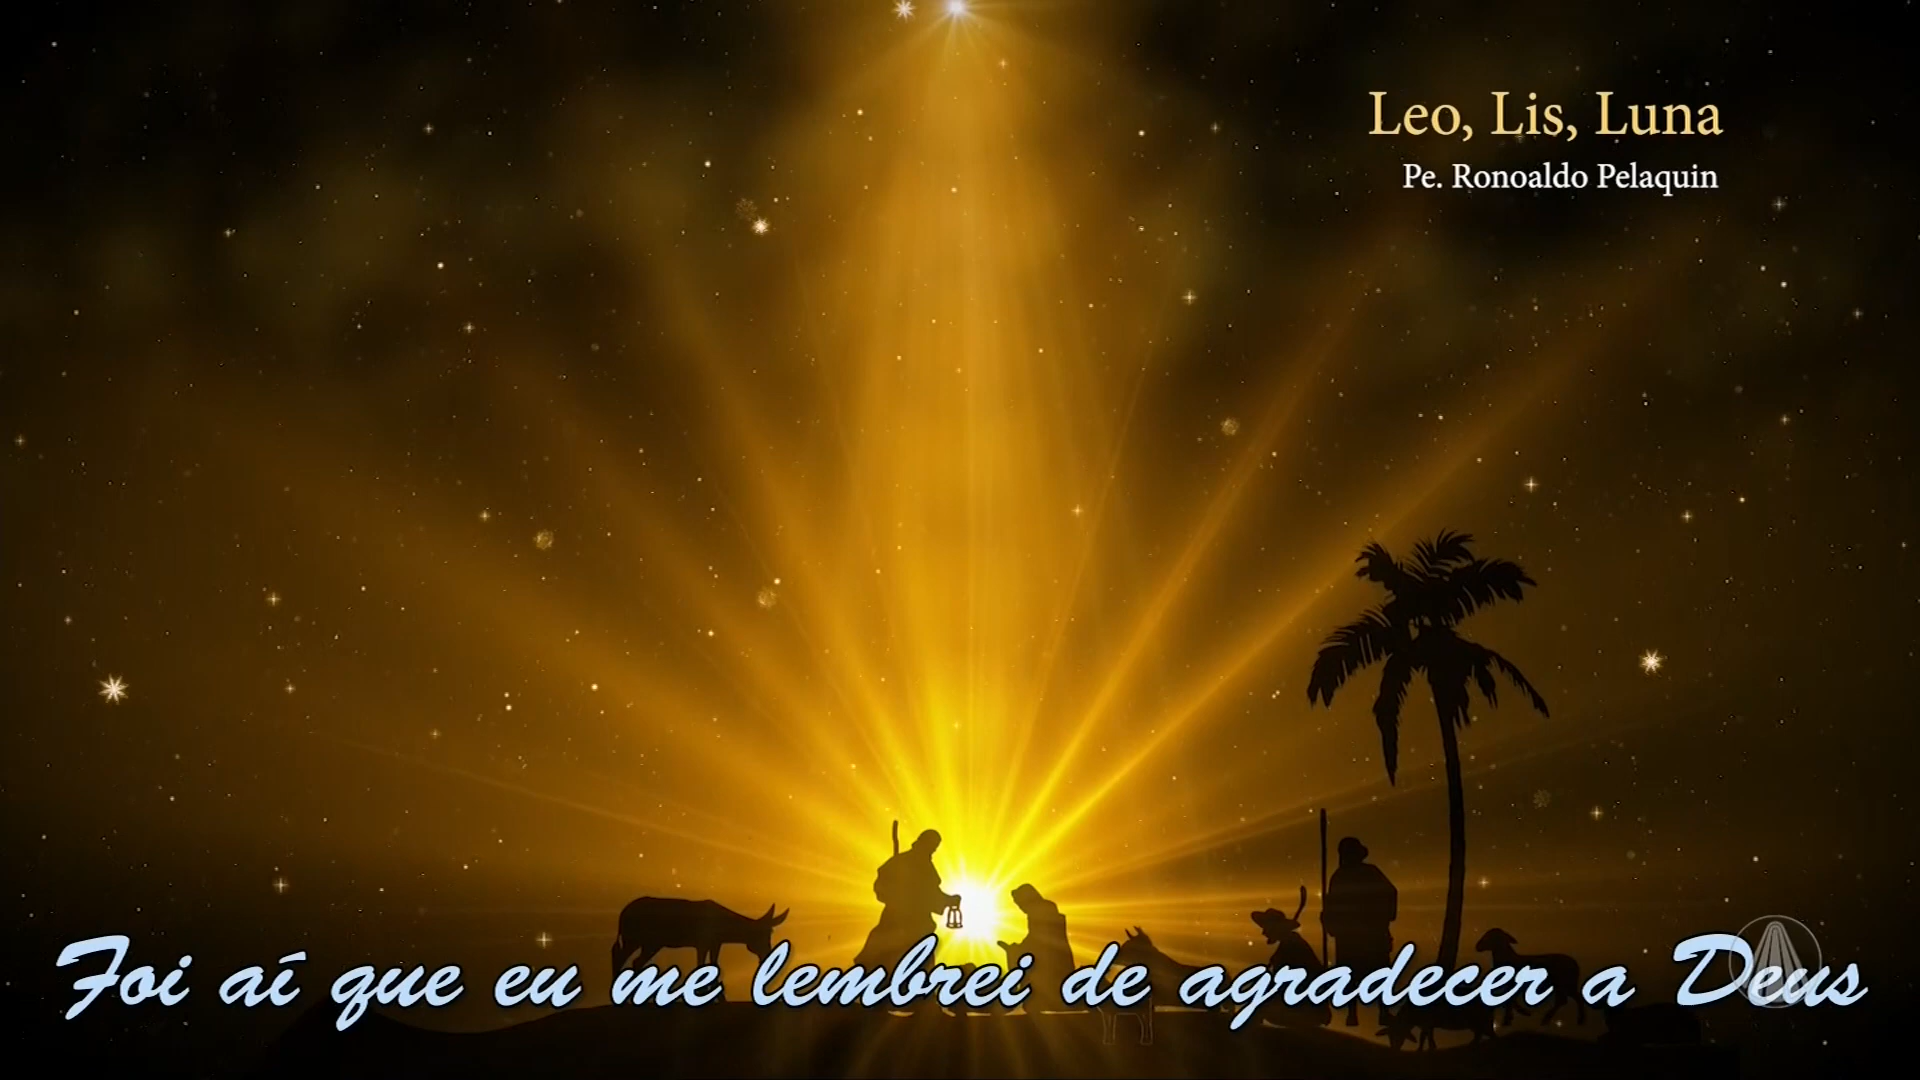 Leo, Lis, Luna
Pe. Ronoaldo Pelaquin
Foi aí que eu me lembrei de agradecer a Deus